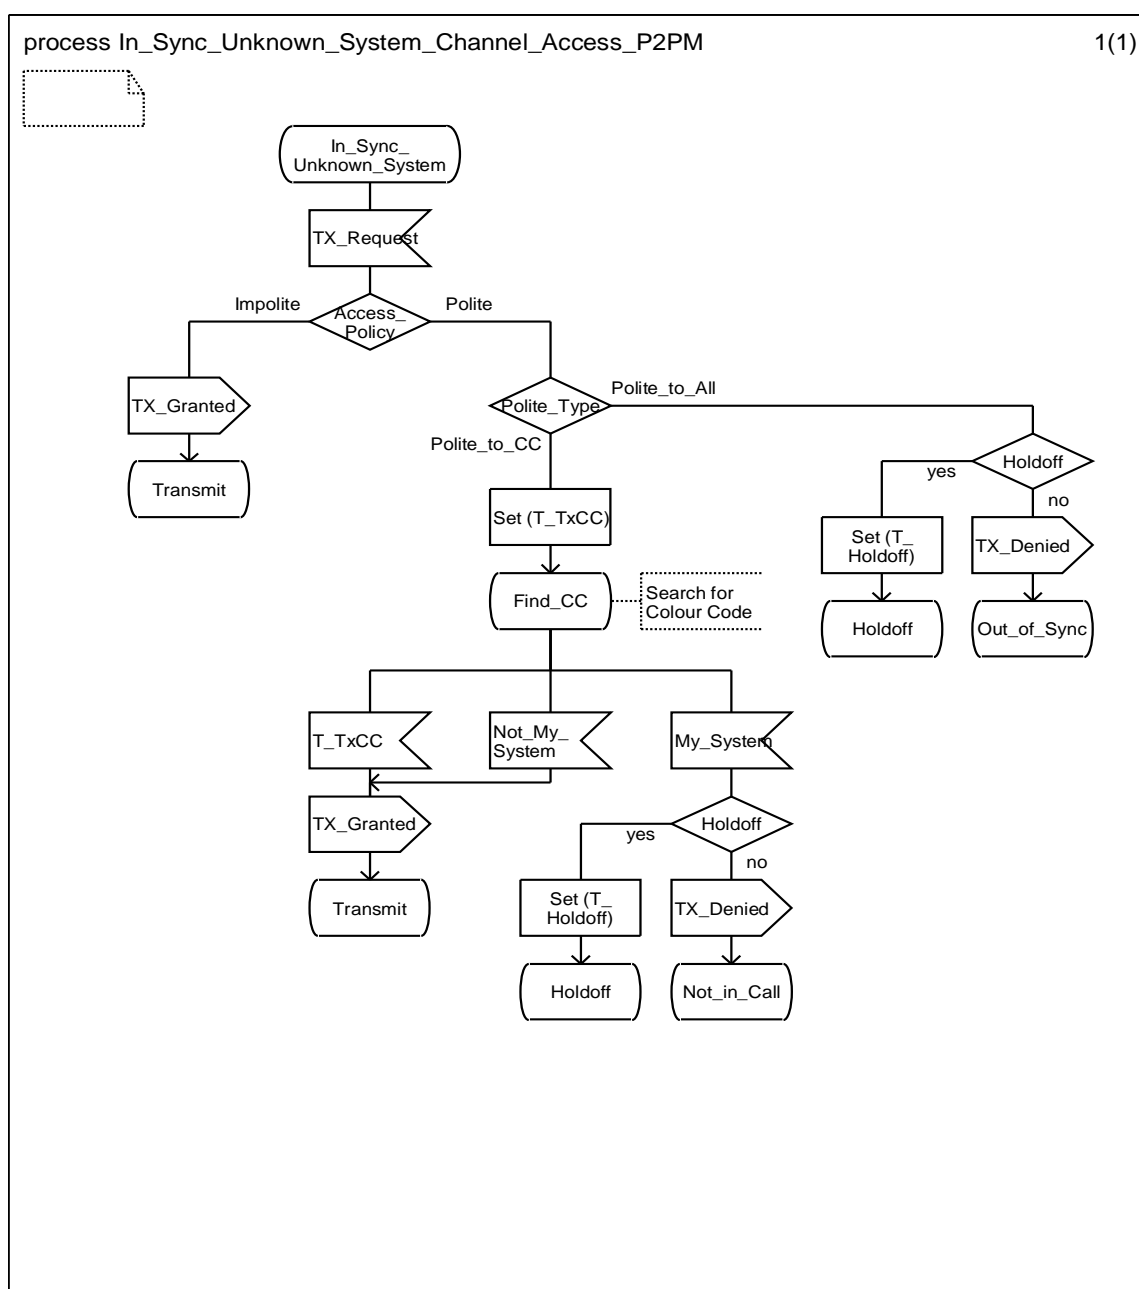 process In_Sync_Unknown_System_Channel_Access_P2PM
1(1)
In_Sync_
Unknown_System
TX_Request
Impolite
Access_
Policy
Polite
TX_Granted
Transmit
Polite_Type
Polite_to_All
Polite_to_CC
Holdoff
yes
no
Set (T_TxCC)
Set (T_
Holdoff)
TX_Denied
Find_CC
Search for
Colour Code
Holdoff
Out_of_Sync
T_TxCC
Not_My_
System
My_System
TX_Granted
Holdoff
yes
no
Transmit
Set (T_
Holdoff)
TX_Denied
Holdoff
Not_in_Call